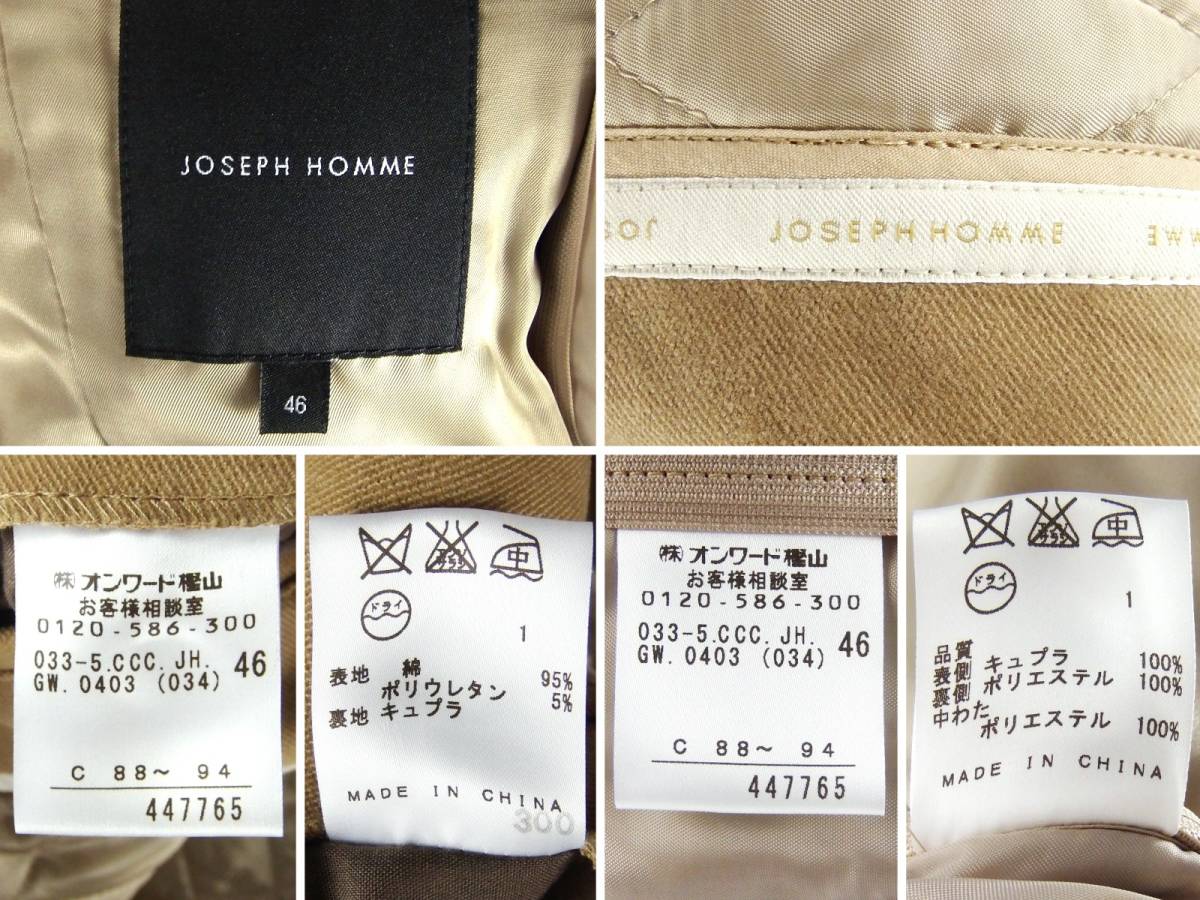 JOSEPH HOMME
46
JOS
JOSEPH HOMME
MME
㈱オンワード樫山
お客様相談室
0120-586-300
033-5.CCC.JH.
GW.0403 (034)
46
C 88〜 94
447765
中
ドライ
1
表地 綿 95%
ポリウレタン 5%
裏地 キュプラ
MADE IN CHINA
300
㈱オンワード樫山
お客様相談室
0120-586-300
033-5.CCC.JH.
GW.0403 (034)
46
C 88〜 94
447765
中
ドライ
1
品質
表側 キュプラ 100%
裏側 ポリエステル 100%
中わた
ポリエステル 100%
MADE IN CHINA